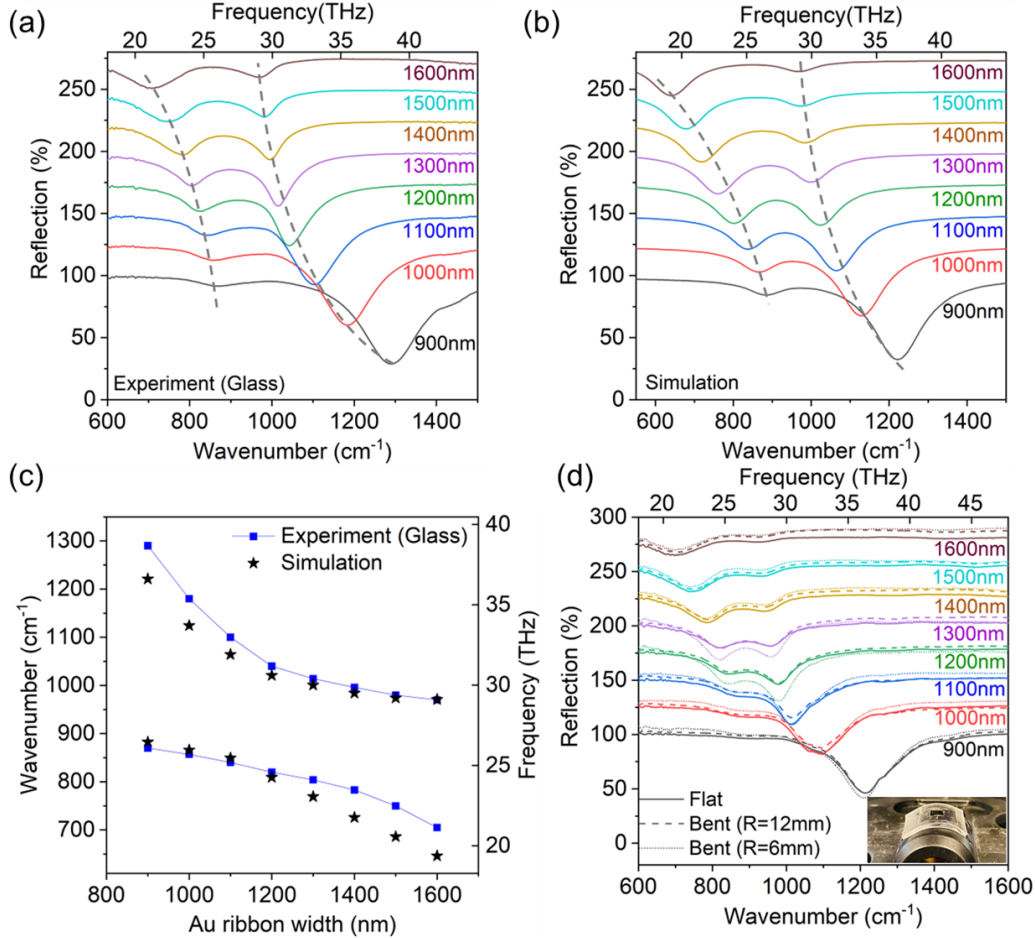 (a)
Frequency(THz)
20 25 30 35 40
Reflection (%)
250
200
150
100
50
0
1600nm
1500nm
1400nm
1300nm
1200nm
1100nm
1000nm
900nm
Experiment (Glass)
600 800 1000 1200 1400
Wavenumber (cm-1)
(b)
Frequency (THz)
20 25 30 35 40
Reflection (%)
250
200
150
100
50
0
1600nm
1500nm
1400nm
1300nm
1200nm
1100nm
1000nm
900nm
Simulation
600 800 1000 1200 1400
Wavenumber (cm-1)
(c)
Experiment (Glass)
Simulation
Wavenumber (cm-1)
1300
1200
1100
1000
900
800
700
Frequency (THz)
40
35
30
25
20
800 1000 1200 1400 1600
Au ribbon width (nm)
(d)
Frequency (THz)
20 25 30 35 40 45
Reflection (%)
300
250
200
150
100
50
0
1600nm
1500nm
1400nm
1300nm
1200nm
1100nm
1000nm
900nm
Flat
Bent (R=12mm)
Bent (R=6mm)
600 800 1000 1200 1400 1600
Wavenumber (cm-1)